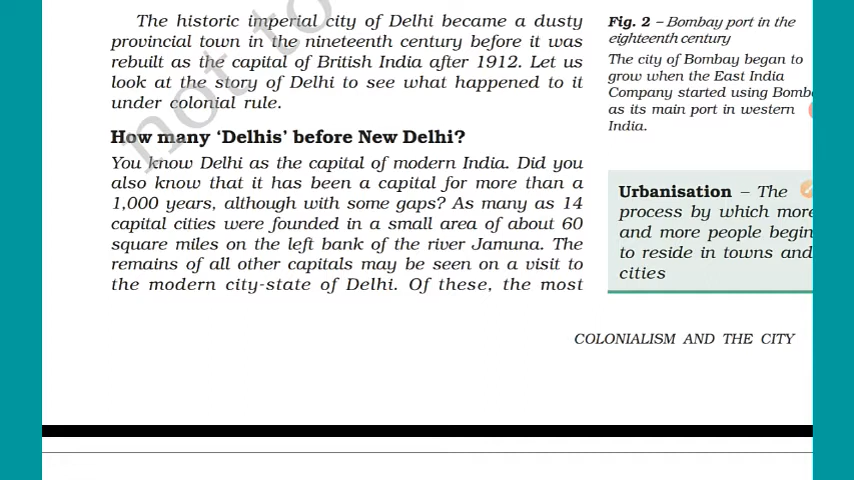 The historic imperial city of Delhi became a dusty
provincial town in the nineteenth century before it was
rebuilt as the capital of British India after 1912. Let us
look at the story of Delhi to see what happened to it
under colonial rule.
How many ‘Delhis’ before New Delhi?
You know Delhi as the capital of modern India. Did you
also know that it has been a capital for more than a
1,000 years, although with some gaps? As many as 14
capital cities were founded in a small area of about 60
square miles on the left bank of the river Jamuna. The
remains of all other capitals may be seen on a visit to
the modern city-state of Delhi. Of these, the most
Fig. 2 – Bombay port in the
eighteenth century
The city of Bombay began to
grow when the East India
Company started using Bomb
as its main port in western
India.
Urbanisation – The
process by which more
and more people begin
to reside in towns and
cities
COLONIALISM AND THE CITY
not to